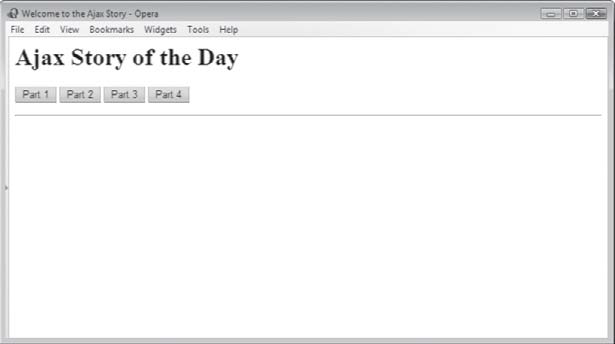 Welcome to the Ajax Story - Opera
File Edit View Bookmarks Widgets Tools Help
Ajax Story of the Day
Part 1 Part 2 Part 3 Part 4